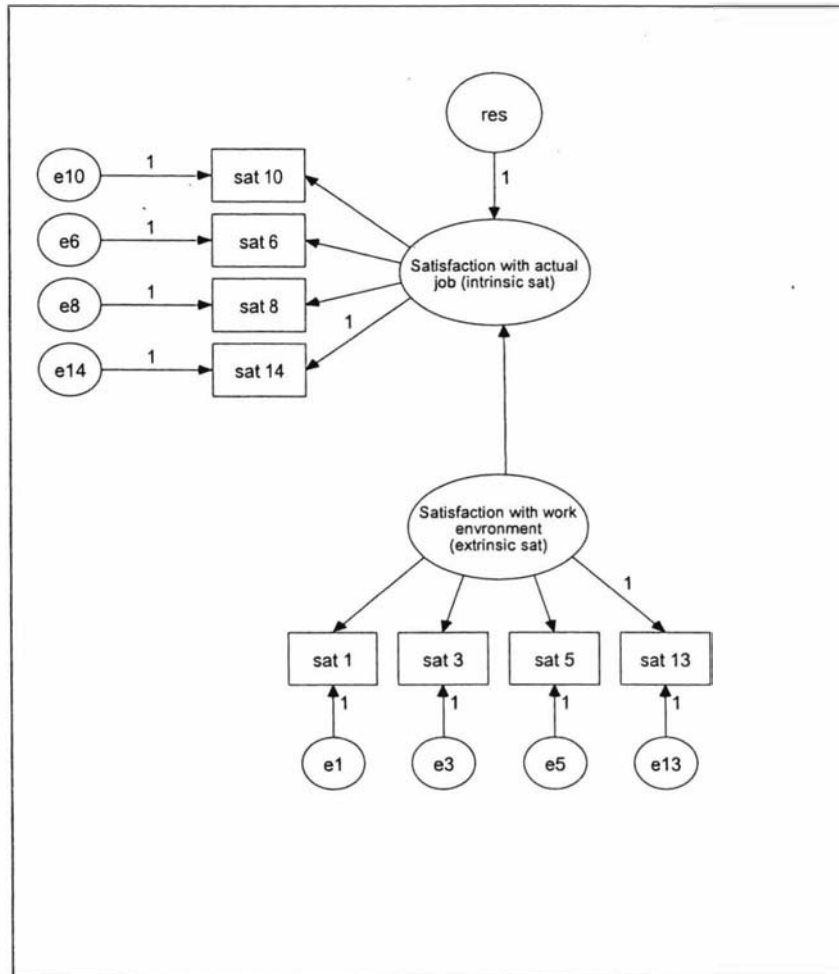 res
1
e10
1
sat 10
e6
1
sat 6
Satisfaction with actual
job (intrinsic sat)
e8
1
sat 8
1
e14
1
sat 14
Satisfaction with work
envronment
(extrinsic sat)
1
sat 1
sat 3
sat 5
sat 13
1
1
1
1
e1
e3
e5
e13